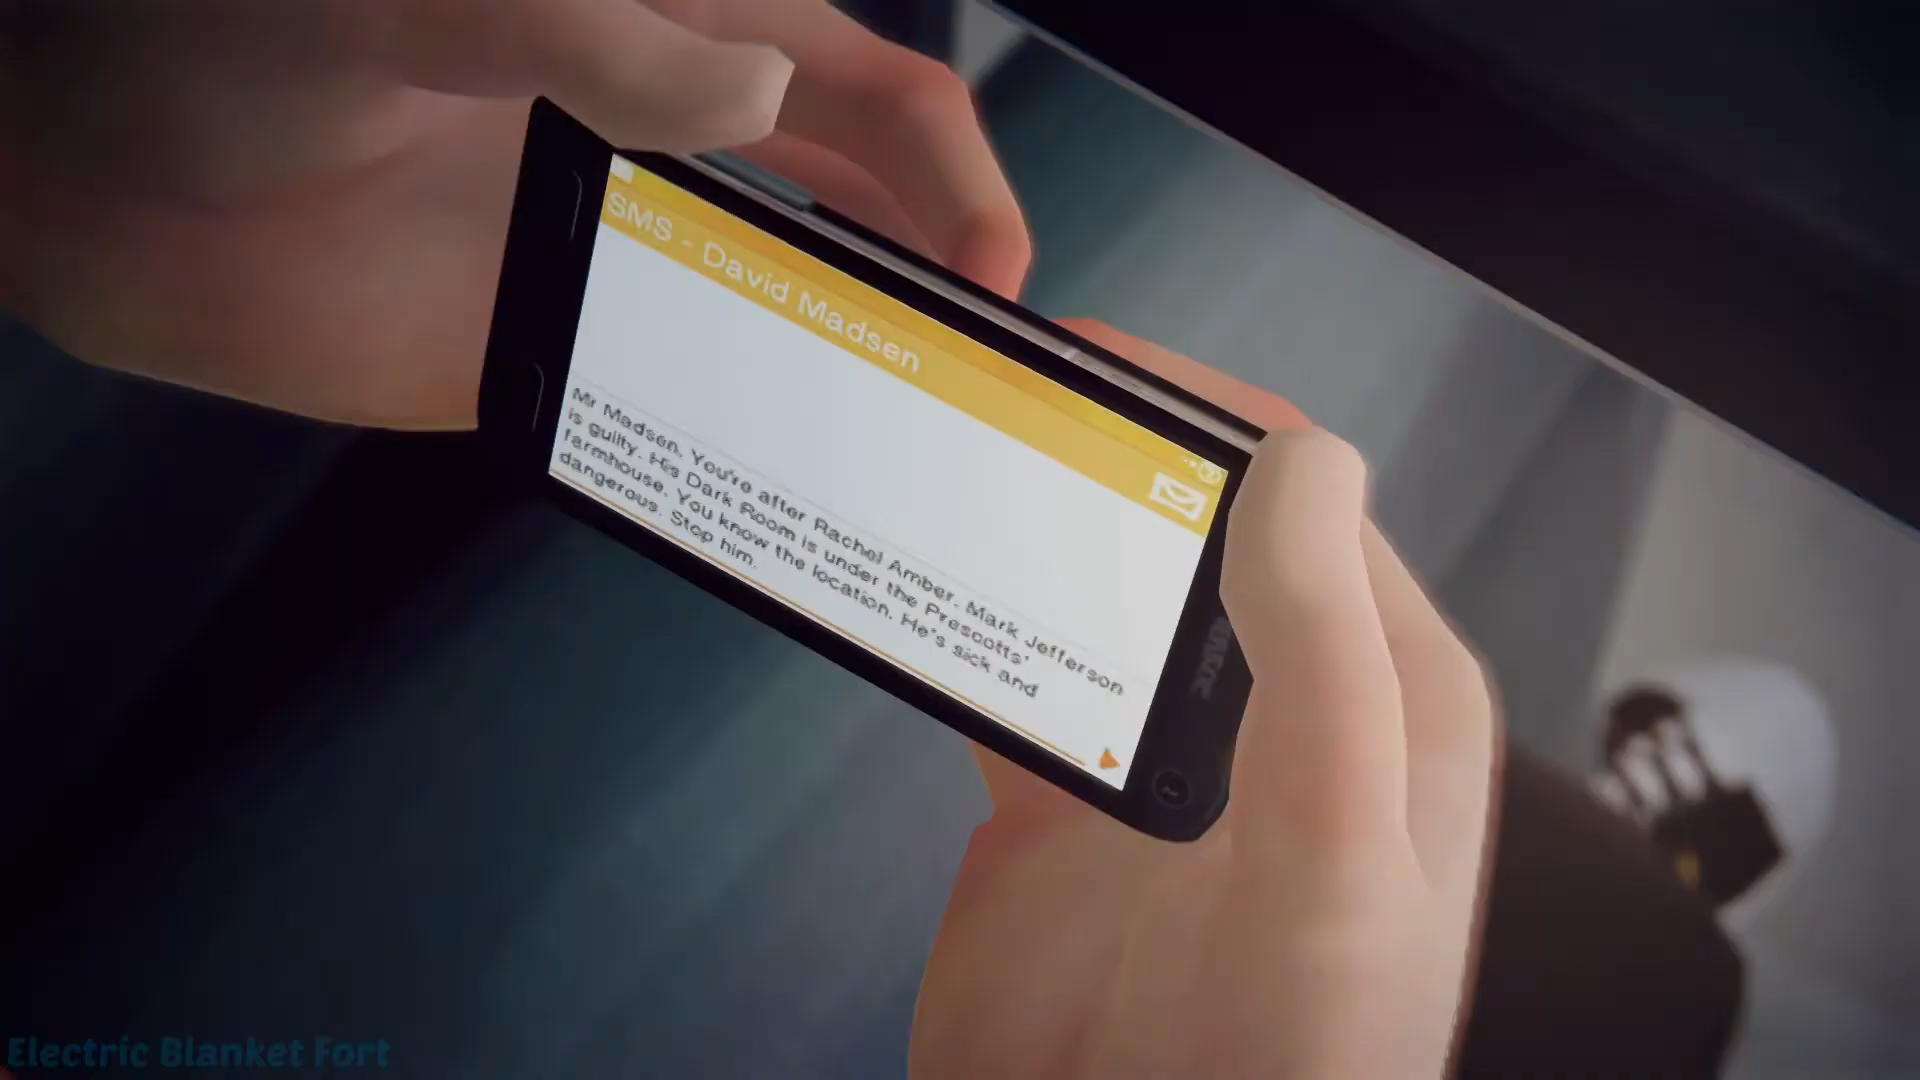 SMS - David Madsen
Mr Madsen. You're after Rachel Amber. Mark Jefferson
is guilty. His Dark Room is under the Prescotts'
farmhouse. You know the location. He's sick and
dangerous. Stop him.
Electric Blanket Fort